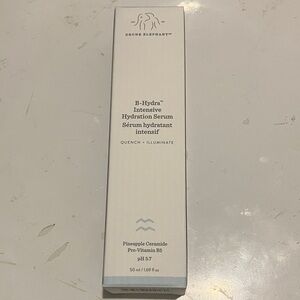 DRUNK ELEPHANT™
B-Hydra™
Intensive
Hydration Serum
Sérum hydratant
intensif
QUENCH + ILLUMINATE
Pineapple Ceramide
Pro-Vitamin B5
pH 5.7
50 ml / 1.69 fl oz